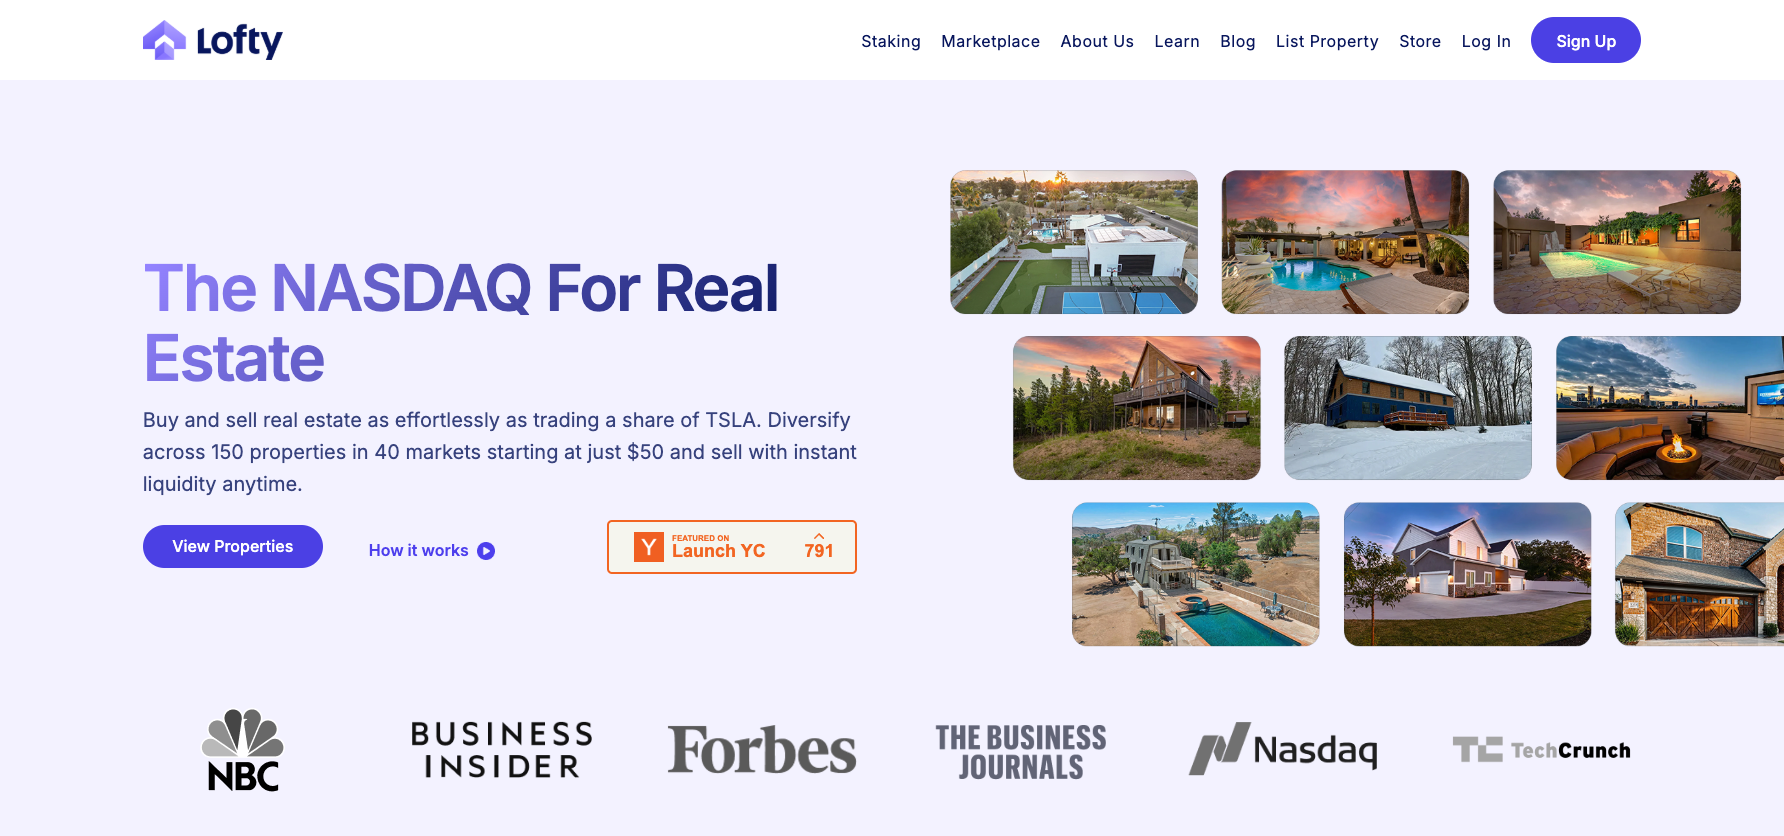 Lofty
Staking Marketplace About Us Learn Blog List Property Store Log In Sign Up
The NASDAQ For Real
Estate
Buy and sell real estate as effortlessly as trading a share of TSLA. Diversify
across 150 properties in 40 markets starting at just $50 and sell with instant
liquidity anytime.
View Properties
How it works
Y
FEATURED ON
Launch YC
791
NBC
BUSINESS
INSIDER
Forbes
THE BUSINESS
JOURNALS
Nasdaq
TC TechCrunch